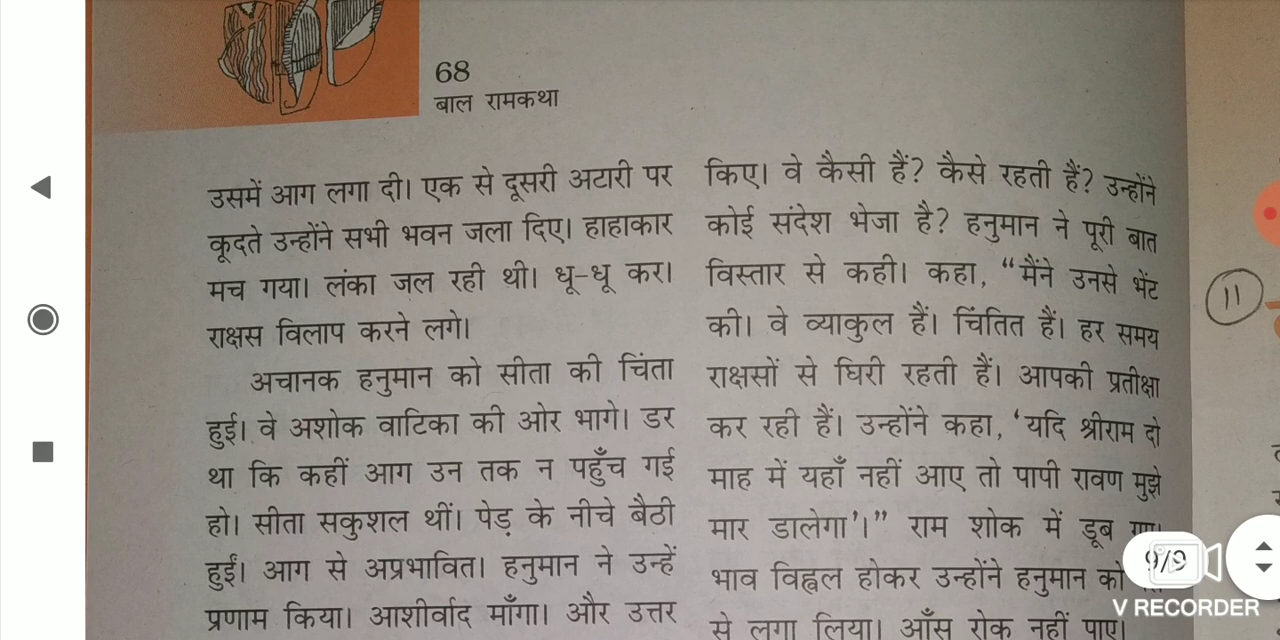 68
बाल रामकथा
उसमें आग लगा दी। एक से दूसरी अटारी पर
कूदते उन्होंने सभी भवन जला दिए। हाहाकार
मच गया। लंका जल रही थी। धू-धू कर।
राक्षस विलाप करने लगे।
अचानक हनुमान को सीता की चिंता
हुई। वे अशोक वाटिका की ओर भागे। डर
था कि कहीं आग उन तक न पहुँच गई
हो। सीता सकुशल थीं। पेड़ के नीचे बैठी
हुईं। आग से अप्रभावित। हनुमान ने उन्हें
प्रणाम किया। आशीर्वाद माँगा। और उत्तर
किए। वे कैसी हैं? कैसे रहती हैं? उन्होंने
कोई संदेश भेजा है? हनुमान ने पूरी बात
विस्तार से कही। कहा, “मैंने उनसे भेंट
की। वे व्याकुल हैं। चिंतित हैं। हर समय
राक्षसों से घिरी रहती हैं। आपकी प्रतीक्षा
कर रही हैं। उन्होंने कहा, ‘यदि श्रीराम दो
माह में यहाँ नहीं आए तो पापी रावण मुझे
मार डालेगा’।” राम शोक में डूब
भाव विह्वल होकर उन्होंने हनुमान को
से लगा लिया। आँसू रोक नहीं पाए।
11
9/9
V RECORDER